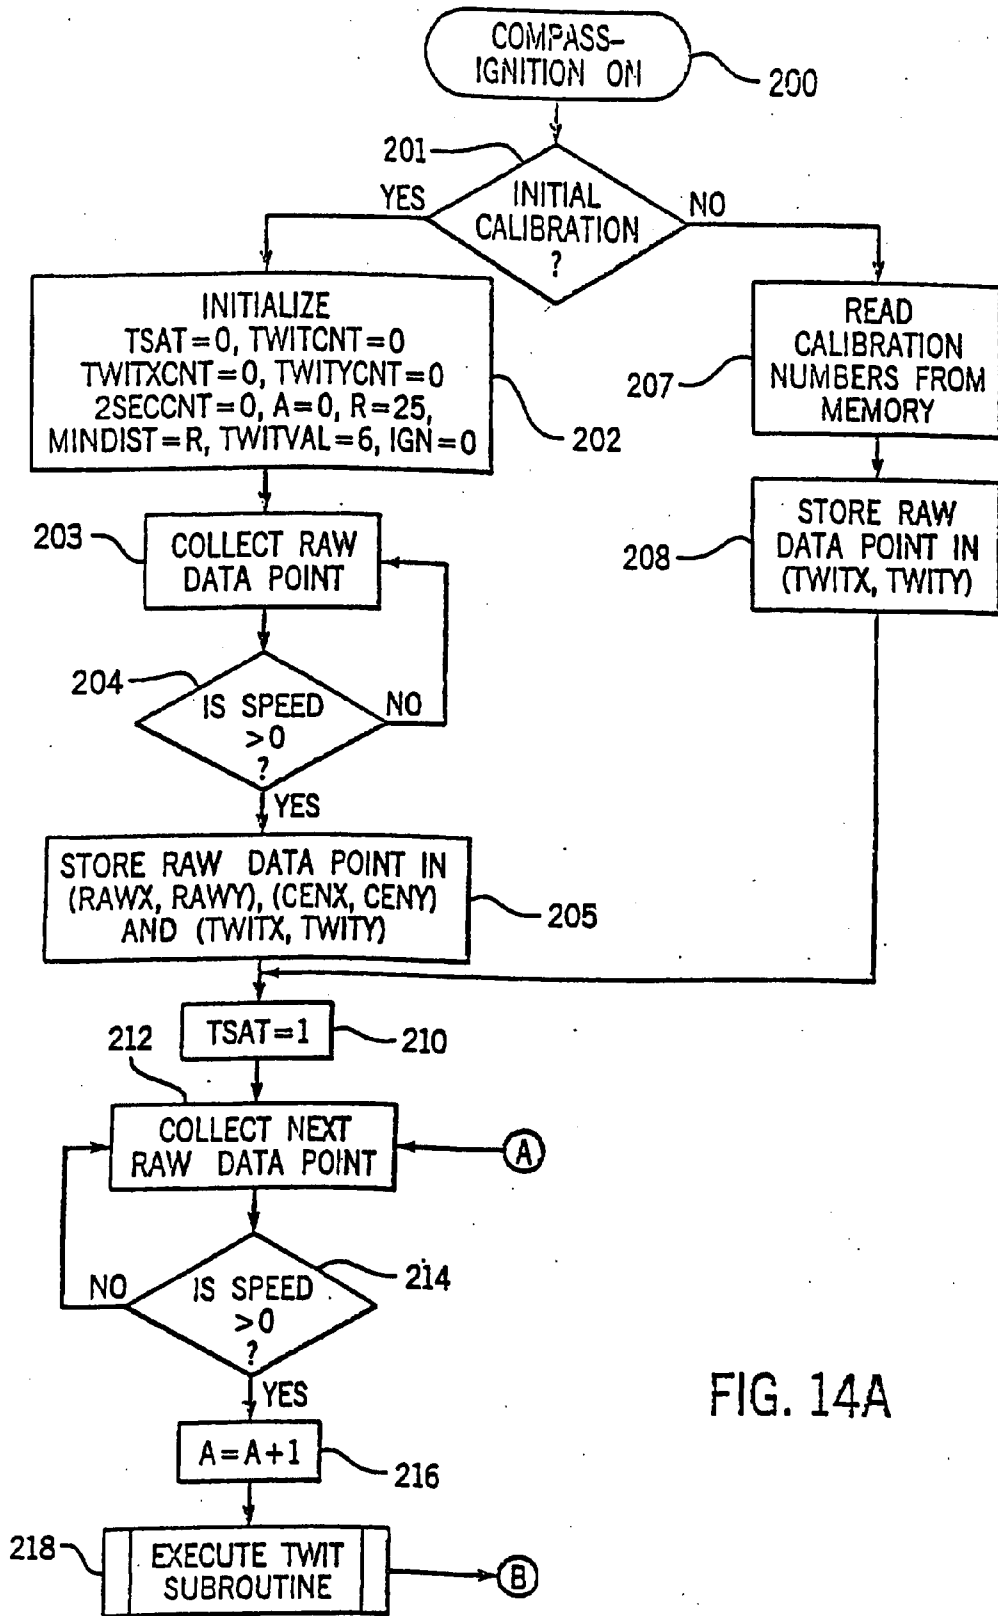 COMPASS-
IGNITION ON
200
201
INITIAL
CALIBRATION
?
YES
NO
INITIALIZE
TSAT=0, TWITCNT=0
TWITXCNT=0, TWITYCNT=0
2SECCNT=0, A=0, R=25,
MINDIST=R, TWITVAL=6, IGN=0
202
READ
CALIBRATION
NUMBERS FROM
MEMORY
207
203
COLLECT RAW
DATA POINT
STORE RAW
DATA POINT IN
(TWITX, TWITY)
208
204
IS SPEED
>0
?
NO
YES
STORE RAW DATA POINT IN
(RAWX, RAWY), (CENX, CENY)
AND (TWITX, TWITY)
205
TSAT=1
210
212
COLLECT NEXT
RAW DATA POINT
A
IS SPEED
>0
?
214
NO
YES
A=A+1
216
218
EXECUTE TWIT
SUBROUTINE
B
FIG. 14A